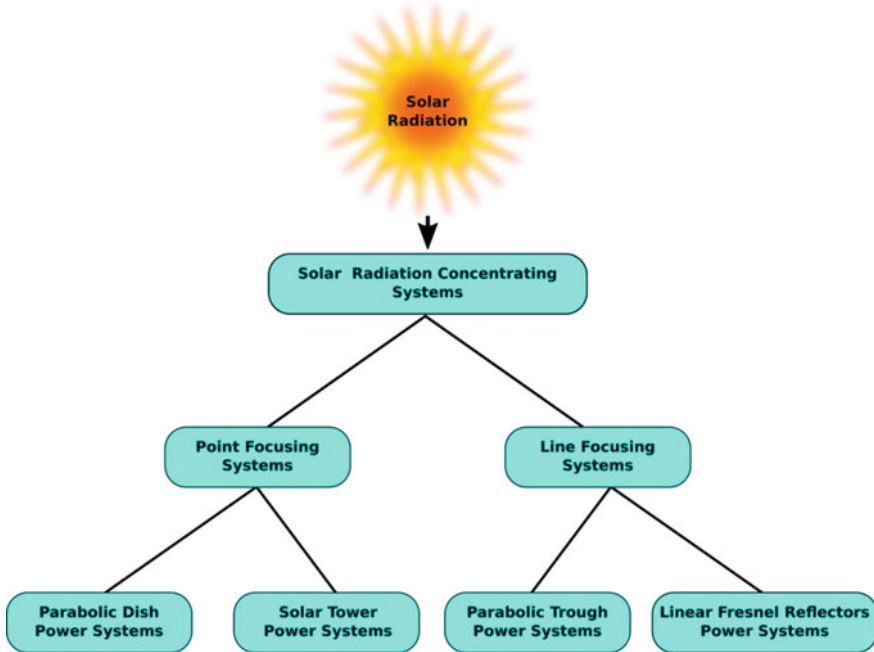 Solar
Radiation
Solar Radiation Concentrating
Systems
Point Focusing
Systems
Line Focusing
Systems
Parabolic Dish
Power Systems
Solar Tower
Power Systems
Parabolic Trough
Power Systems
Linear Fresnel Reflectors
Power Systems